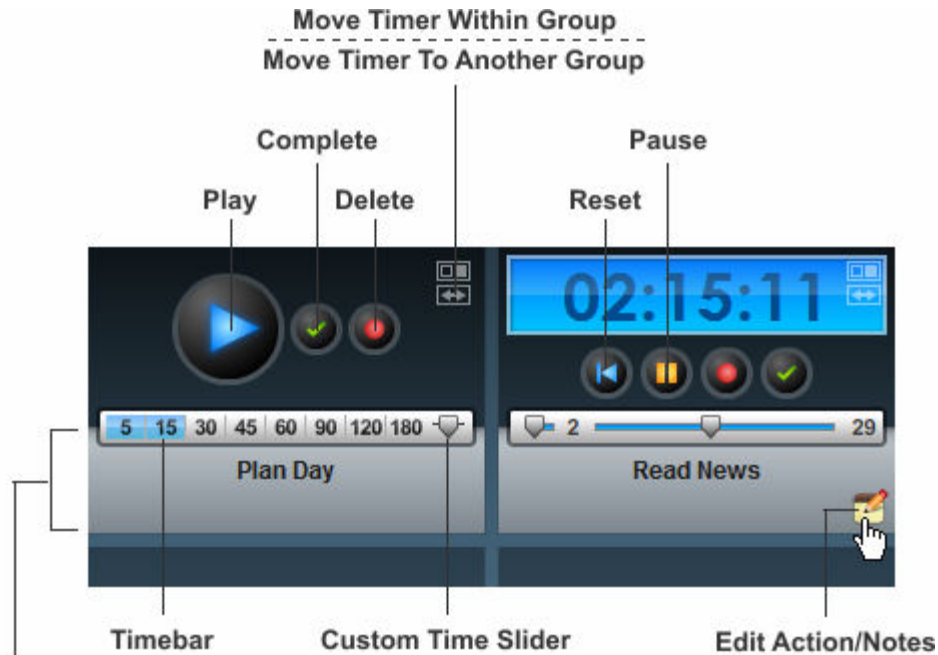 Move Timer Within Group
Move Timer To Another Group
Complete
Pause
Play
Delete
Reset
02:15:11
5 15 30 45 60 90 120 180
2 29
Plan Day
Read News
Timebar
Custom Time Slider
Edit Action/Notes